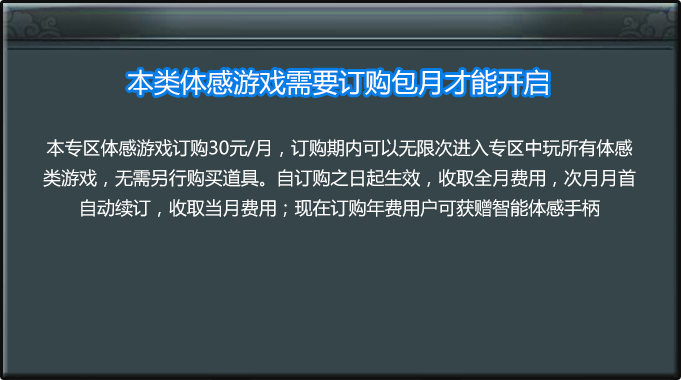 本类体感游戏需要订购包月才能开启
本专区体感游戏订购30元/月，订购期内可以无限次进入专区中玩所有体感
类游戏，无需另行购买道具。自订购之日起生效，收取全月费用，次月月首
自动续订，收取当月费用；现在订购年费用户可获赠智能体感手柄